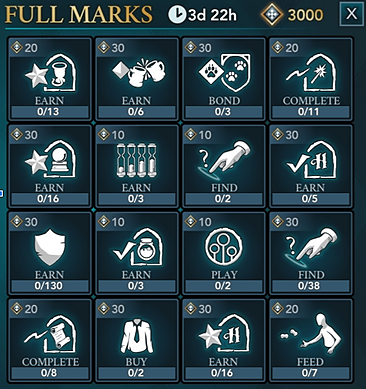 FULL MARKS 3d 22h 3000 X
20 30 30 20
EARN EARN BOND COMPLETE
0/13 0/6 0/3 0/11
30 10 10 30
EARN EARN FIND EARN
0/16 0/3 0/2 0/5
30 10 10 30
EARN EARN PLAY FIND
0/130 0/3 0/2 0/38
20 30 20 20
COMPLETE BUY EARN FEED
0/8 0/2 0/16 0/7